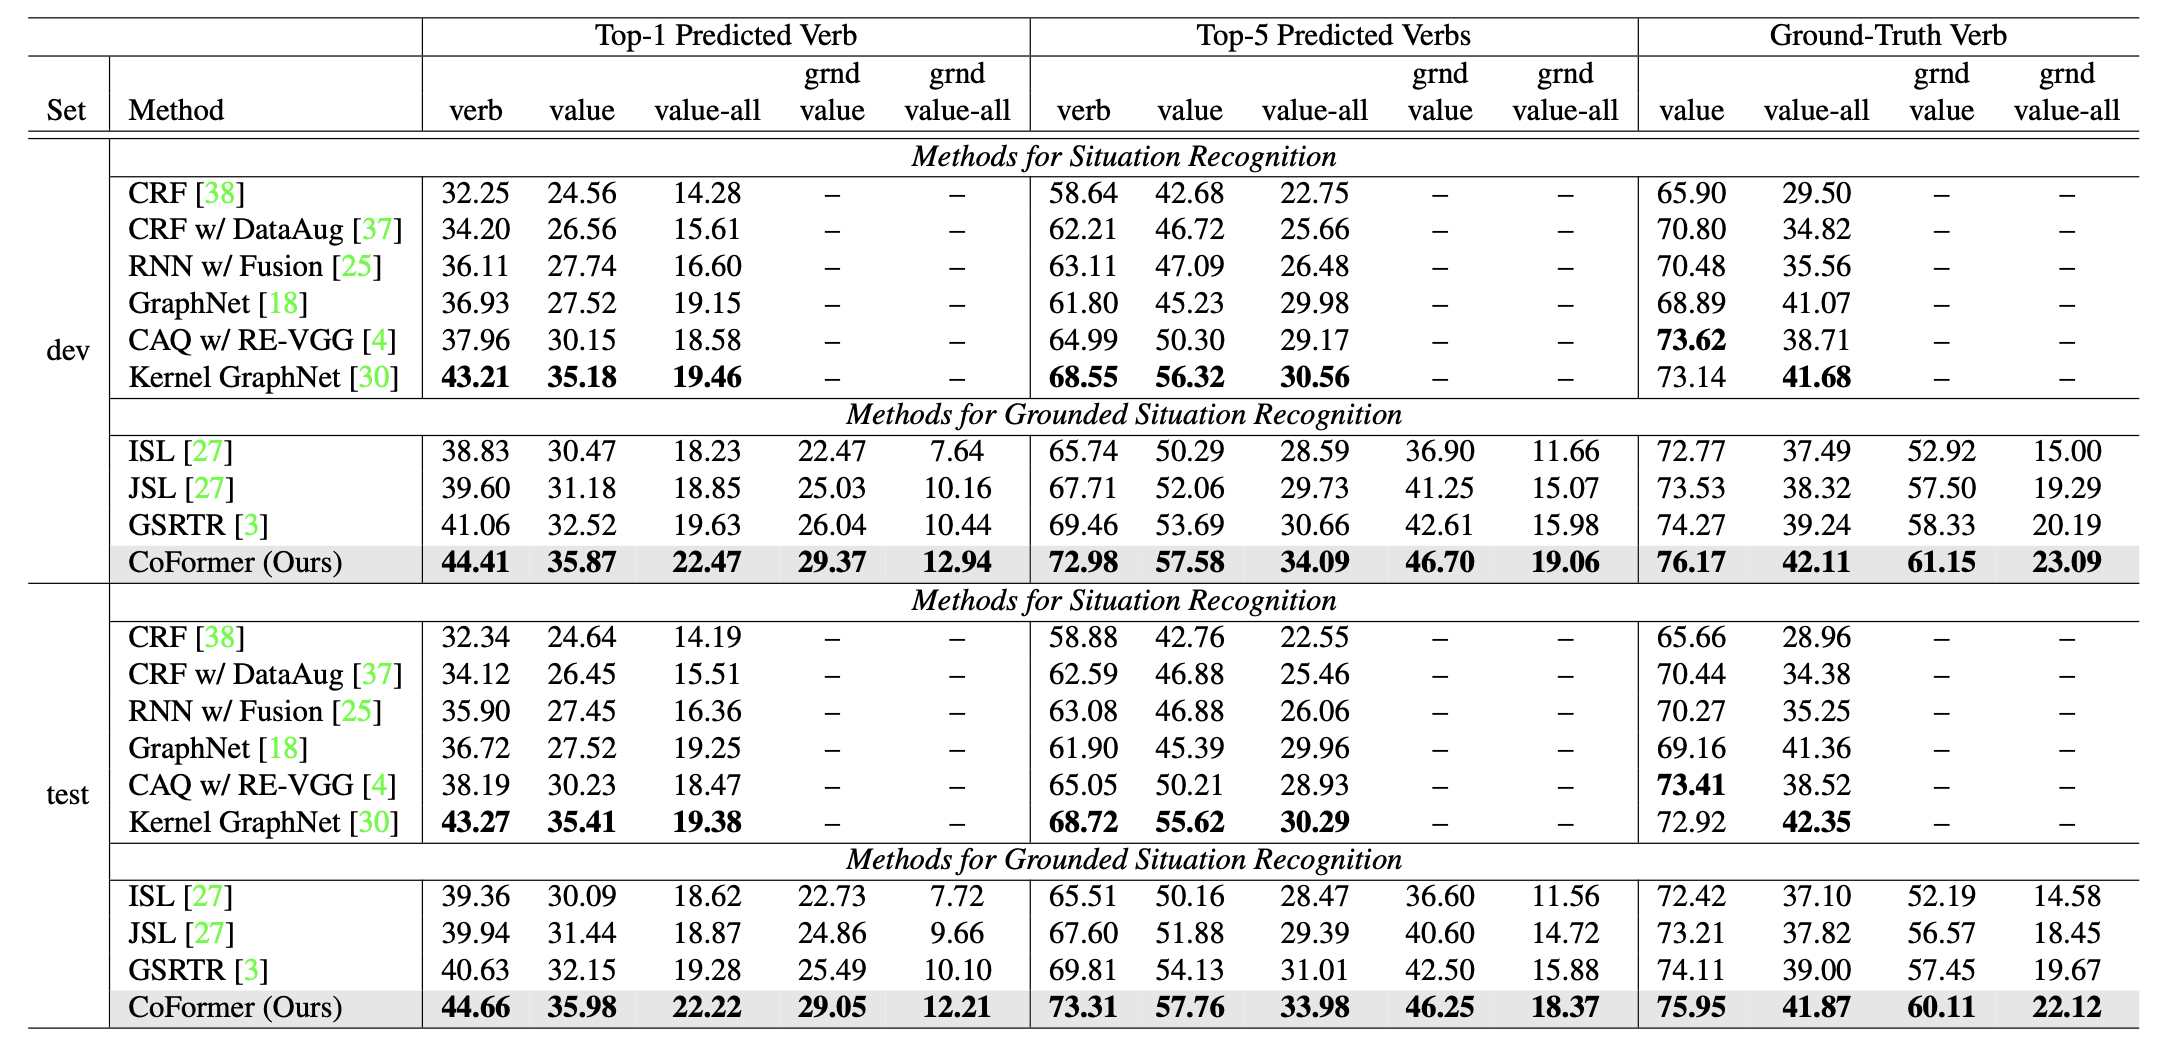 Top-1 Predicted Verb Top-5 Predicted Verbs Ground-Truth Verb
grnd grnd grnd grnd grnd grnd
Set Method verb value value-all value value-all verb value value-all value value-all value value-all value value-all
Methods for Situation Recognition
CRF [38] 32.25 24.56 14.28 – – 58.64 42.68 22.75 – – 65.90 29.50 – –
CRF w/ DataAug [37] 34.20 26.56 15.61 – – 62.21 46.72 25.66 – – 70.80 34.82 – –
RNN w/ Fusion [25] 36.11 27.74 16.60 – – 63.11 47.09 26.48 – – 70.48 35.56 – –
GraphNet [18] 36.93 27.52 19.15 – – 61.80 45.23 29.98 – – 68.89 41.07 – –
CAQ w/ RE-VGG [4] 37.96 30.15 18.58 – – 64.99 50.30 29.17 – – 73.62 38.71 – –
dev
Kernel GraphNet [30] 43.21 35.18 19.46 – – 68.55 56.32 30.56 – – 73.14 41.68 – –
Methods for Grounded Situation Recognition
ISL [27] 38.83 30.47 18.23 22.47 7.64 65.74 50.29 28.59 36.90 11.66 72.77 37.49 52.92 15.00
JSL [27] 39.60 31.18 18.85 25.03 10.16 67.71 52.06 29.73 41.25 15.07 73.53 38.32 57.50 19.29
GSRTR [3] 41.06 32.52 19.63 26.04 10.44 69.46 53.69 30.66 42.61 15.98 74.27 39.24 58.33 20.19
CoFormer (Ours) 44.41 35.87 22.47 29.37 12.94 72.98 57.58 34.09 46.70 19.06 76.17 42.11 61.15 23.09
Methods for Situation Recognition
CRF [38] 32.34 24.64 14.19 – – 58.88 42.76 22.55 – – 65.66 28.96 – –
CRF w/ DataAug [37] 34.12 26.45 15.51 – – 62.59 46.88 25.46 – – 70.44 34.38 – –
RNN w/ Fusion [25] 35.90 27.45 16.36 – – 63.08 46.88 26.06 – – 70.27 35.25 – –
GraphNet [18] 36.72 27.52 19.25 – – 61.90 45.39 29.96 – – 69.16 41.36 – –
CAQ w/ RE-VGG [4] 38.19 30.23 18.47 – – 65.05 50.21 28.93 – – 73.41 38.52 – –
test
Kernel GraphNet [30] 43.27 35.41 19.38 – – 68.72 55.62 30.29 – – 72.92 42.35 – –
Methods for Grounded Situation Recognition
ISL [27] 39.36 30.09 18.62 22.73 7.72 65.51 50.16 28.47 36.60 11.56 72.42 37.10 52.19 14.58
JSL [27] 39.94 31.44 18.87 24.86 9.66 67.60 51.88 29.39 40.60 14.72 73.21 37.82 56.57 18.45
GSRTR [3] 40.63 32.15 19.28 25.49 10.10 69.81 54.13 31.01 42.50 15.88 74.11 39.00 57.45 19.67
CoFormer (Ours) 44.66 35.98 22.22 29.05 12.21 73.31 57.76 33.98 46.25 18.37 75.95 41.87 60.11 22.12